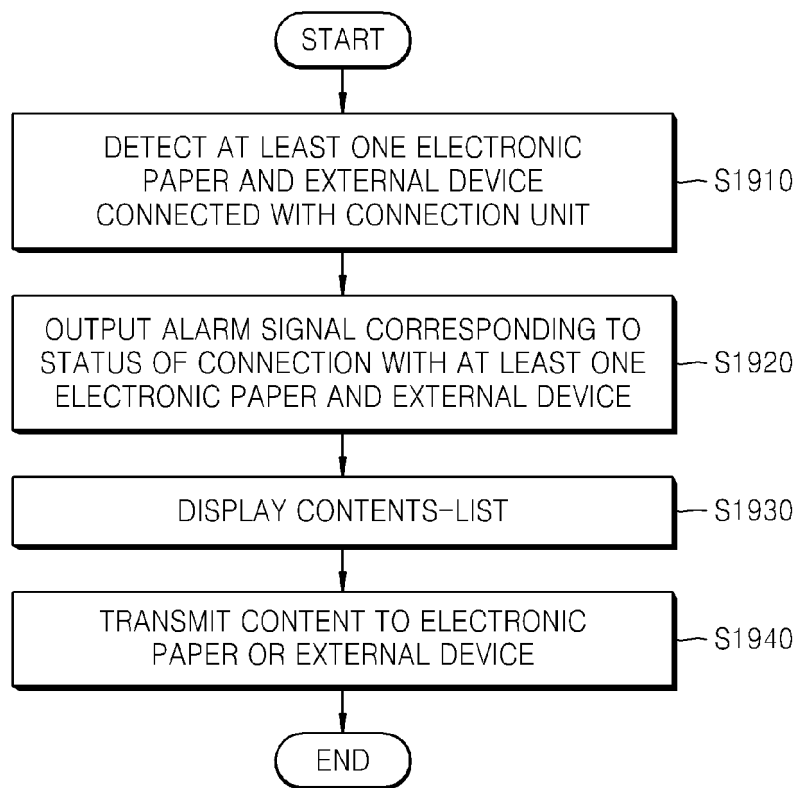 START
DETECT AT LEAST ONE ELECTRONIC
PAPER AND EXTERNAL DEVICE
CONNECTED WITH CONNECTION UNIT
S1910
OUTPUT ALARM SIGNAL CORRESPONDING TO
STATUS OF CONNECTION WITH AT LEAST ONE
ELECTRONIC PAPER AND EXTERNAL DEVICE
S1920
DISPLAY CONTENTS-LIST
S1930
TRANSMIT CONTENT TO ELECTRONIC
PAPER OR EXTERNAL DEVICE
S1940
END